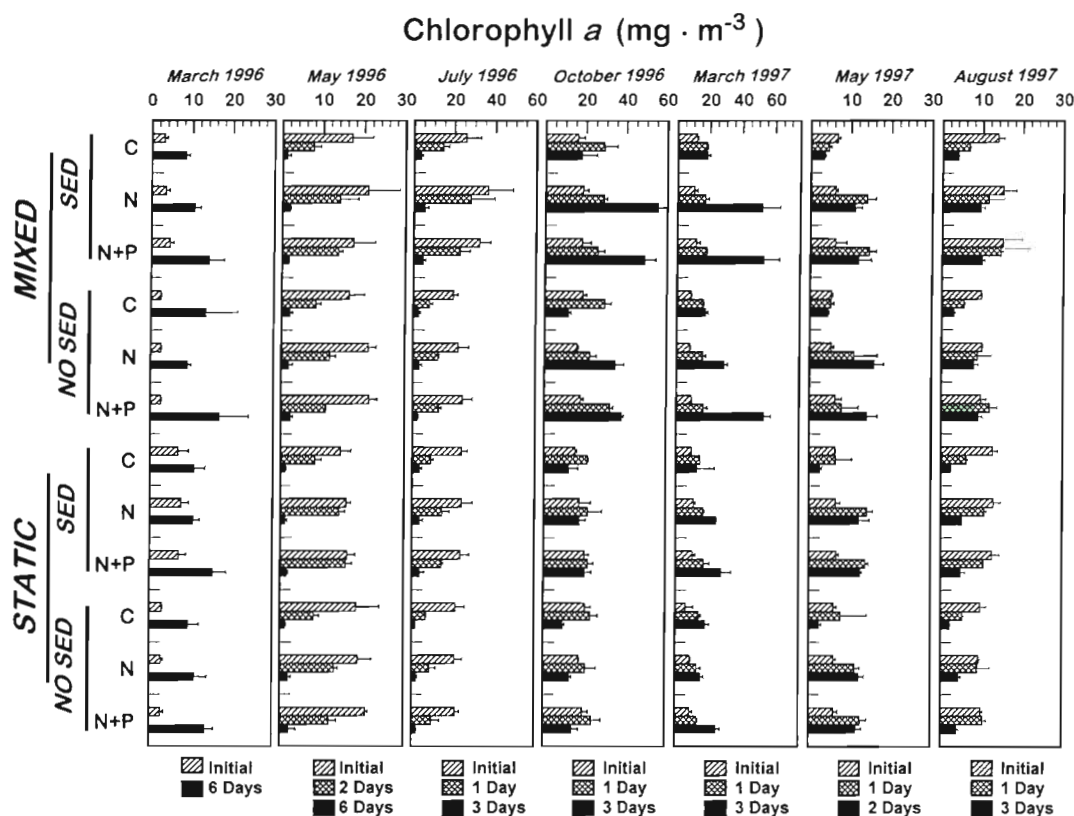 Chlorophyll a (mg · m-3)
March 1996 May 1996 July 1996 October 1996 March 1997 May 1997 August 1997
0 10 20 30 10 20 30 20 40 60 20 40 60 20 40 60 10 20 30 10 20 30
MIXED
SED
C
N
N+P
NO SED
C
N
N+P
STATIC
SED
C
N
N+P
NO SED
C
N
N+P
Initial Initial Initial Initial Initial Initial Initial
6 Days 2 Days 1 Day 1 Day 1 Day 1 Day 1 Day
6 Days 3 Days 3 Days 3 Days 2 Days 3 Days